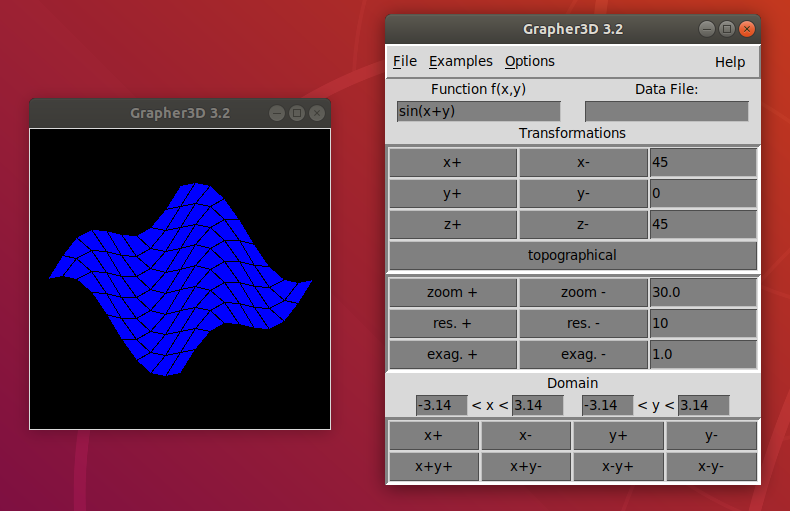 Grapher3D 3.2
Grapher3D 3.2
File Examples Options Help
Function f(x,y) Data File:
sin(x+y)
Transformations
x+ x- 45
y+ y- 0
z+ z- 45
topographical
zoom + zoom - 30.0
res. + res. - 10
exag. + exag. - 1.0
Domain
-3.14 < x < 3.14 -3.14 < y < 3.14
x+ x- y+ y-
x+y+ x+y- x-y+ x-y-